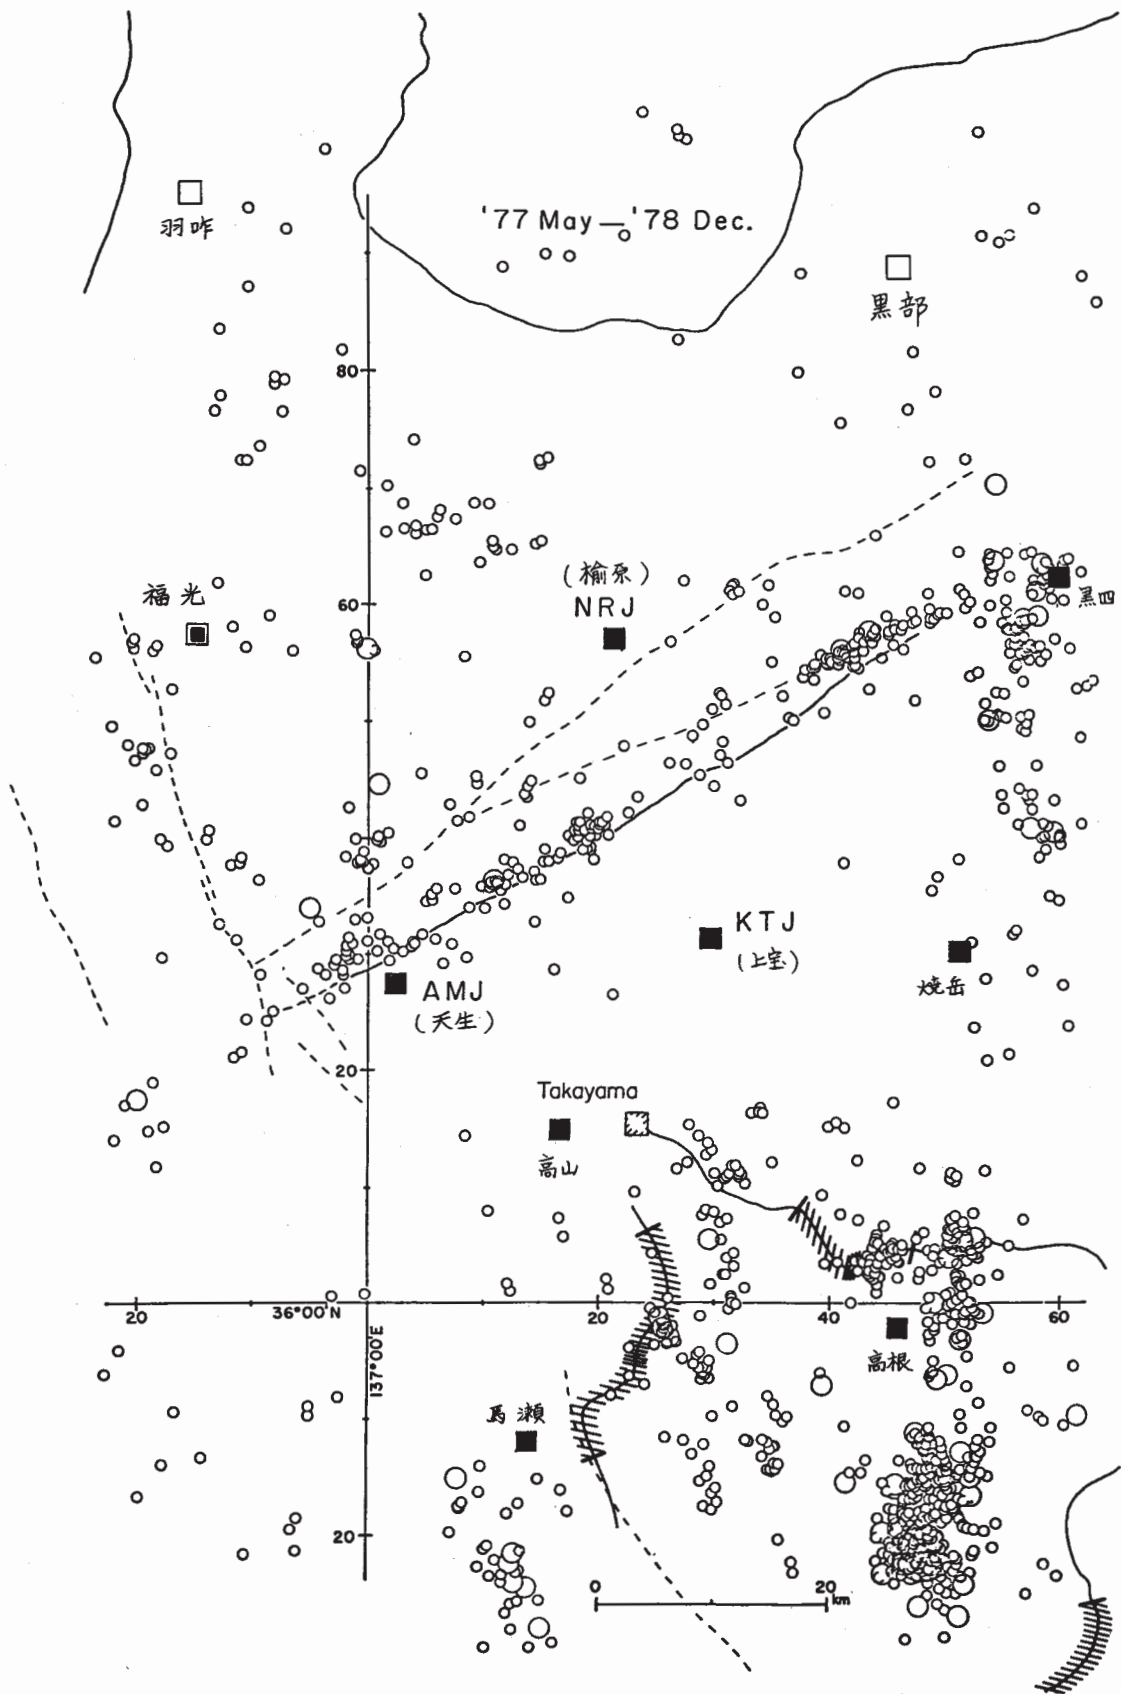 羽咋
'77 May—'78 Dec.
黒部
80
(楡原)
NRJ
福光
60
黒四
KTJ
(上宝)
焼岳
AMJ
(天生)
20
Takayama
高山
20
36°00'N
20
40
60
137°00'E
高根
馬瀬
20
0
20
km